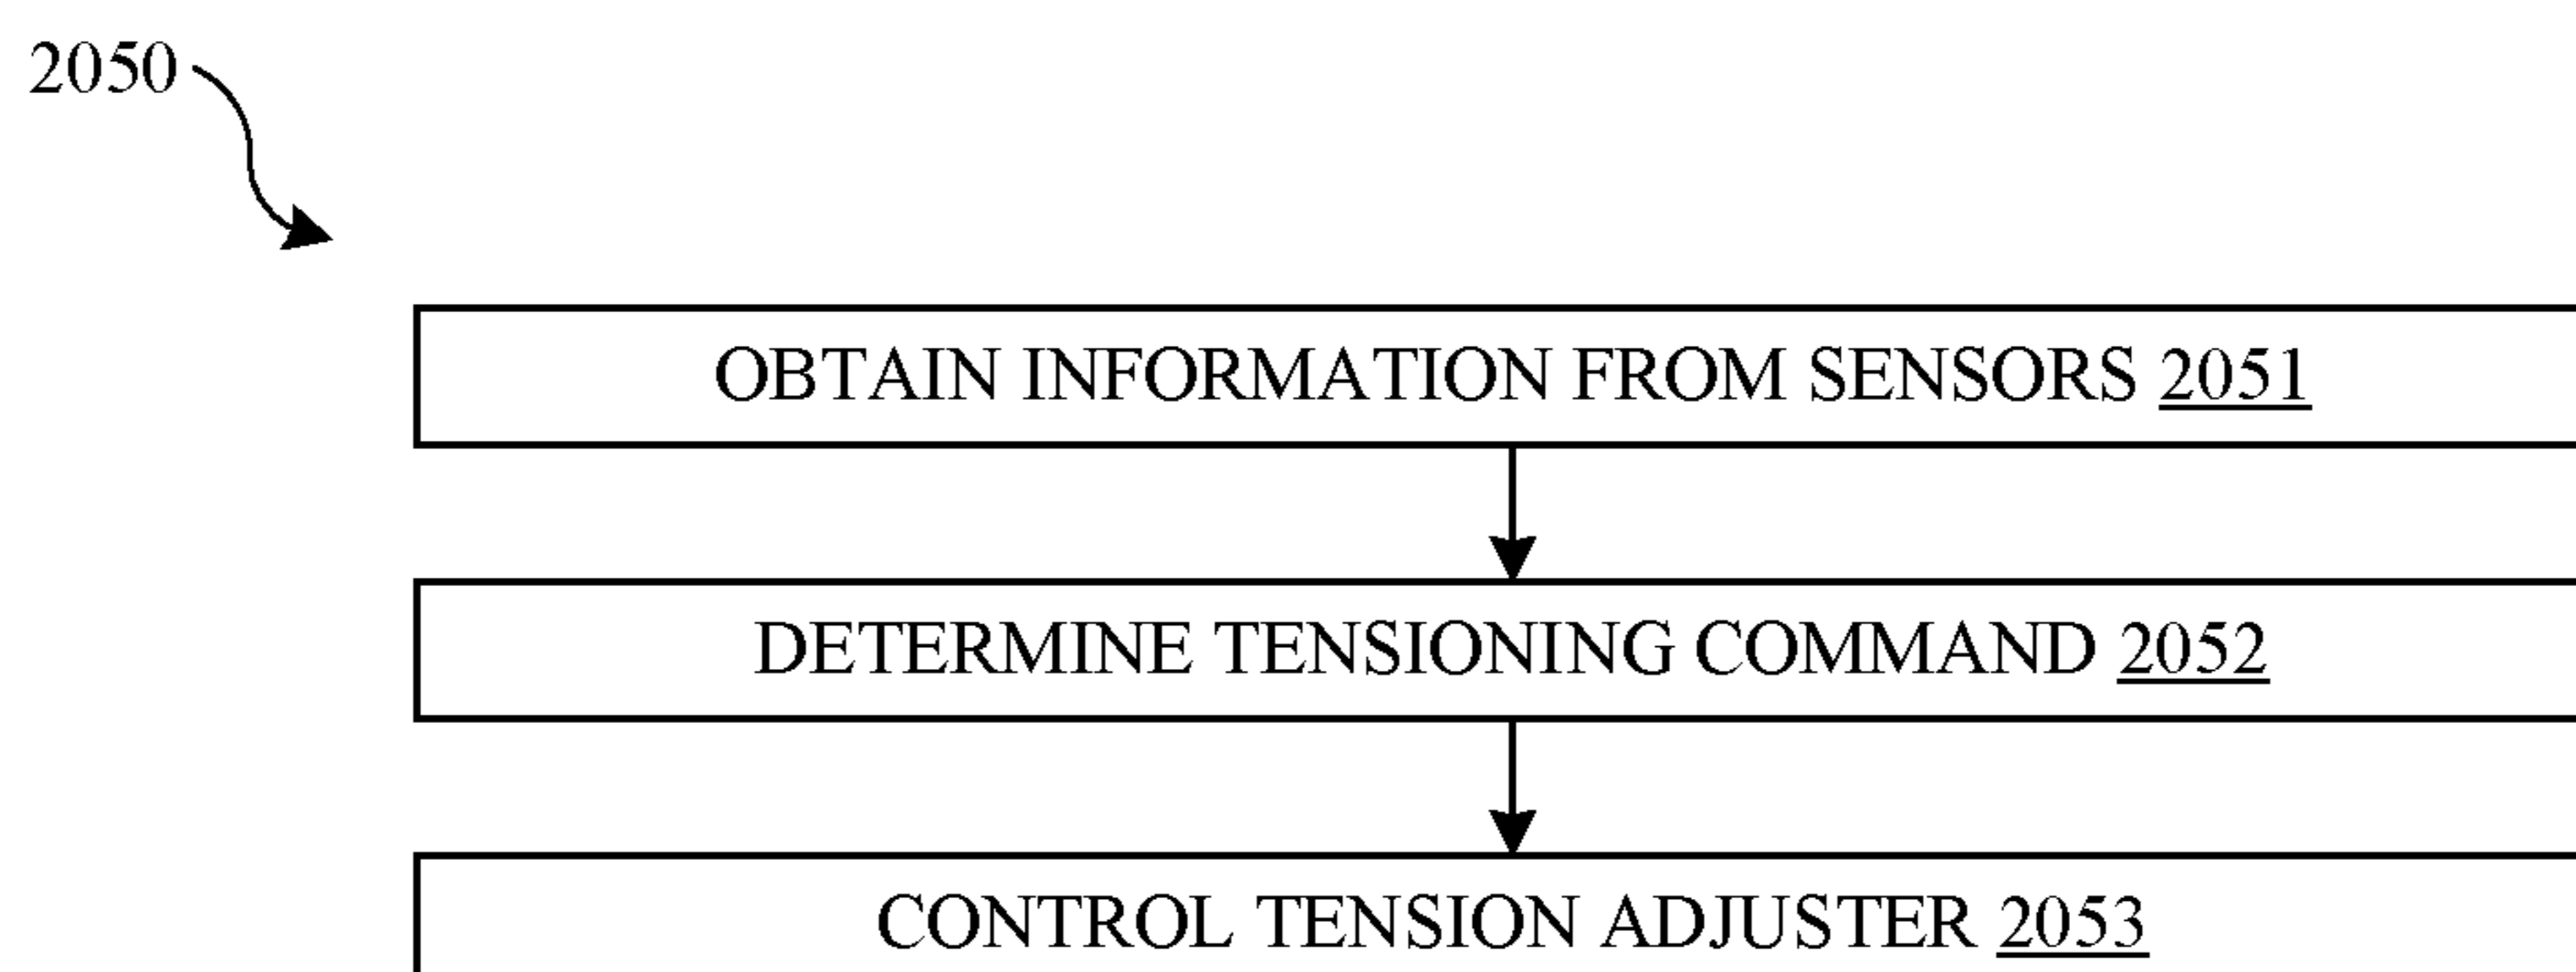 2050
OBTAIN INFORMATION FROM SENSORS 2051
DETERMINE TENSIONING COMMAND 2052
CONTROL TENSION ADJUSTER 2053